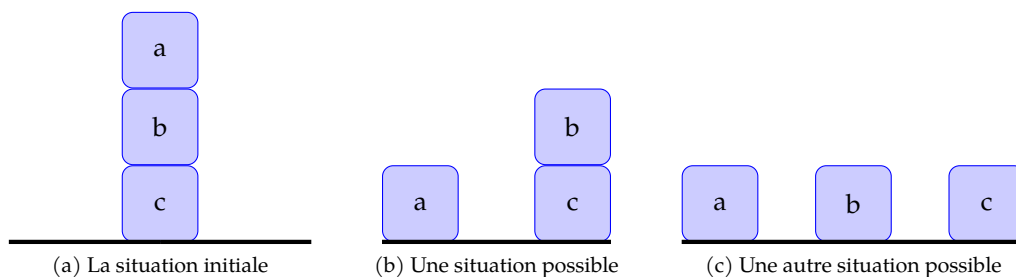 a
b
c
(a) La situation initiale
a
b
c
(b) Une situation possible
a
b
c
(c) Une autre situation possible